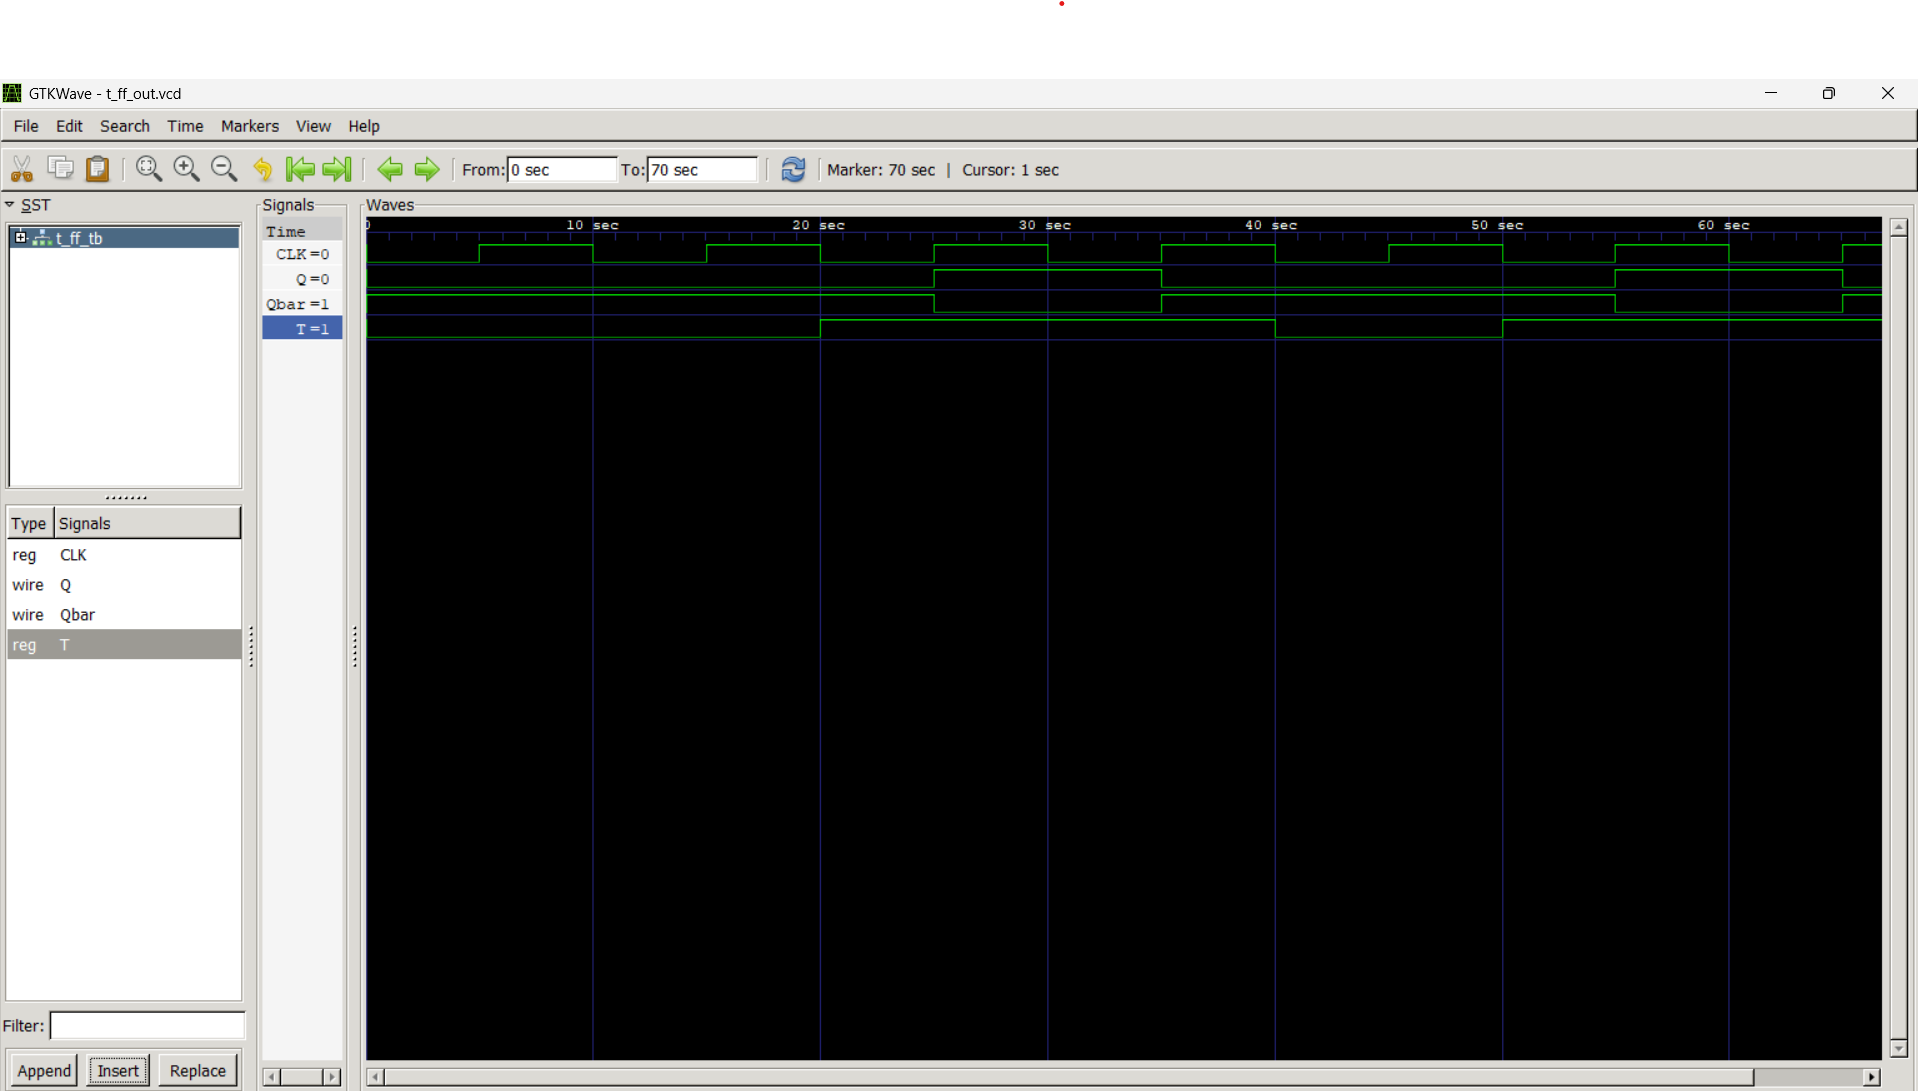 GTKWave - t_ff_out.vcd
File Edit Search Time Markers View Help
From: 0 sec To: 70 sec Marker: 70 sec | Cursor: 1 sec
SST
t_ff_tb
Signals
Time
CLK=0
Q=0
Qbar=1
T=1
Waves
0 10 sec 20 sec 30 sec 40 sec 50 sec 60 sec
Type Signals
reg CLK
wire Q
wire Qbar
reg T
Filter:
Append Insert Replace